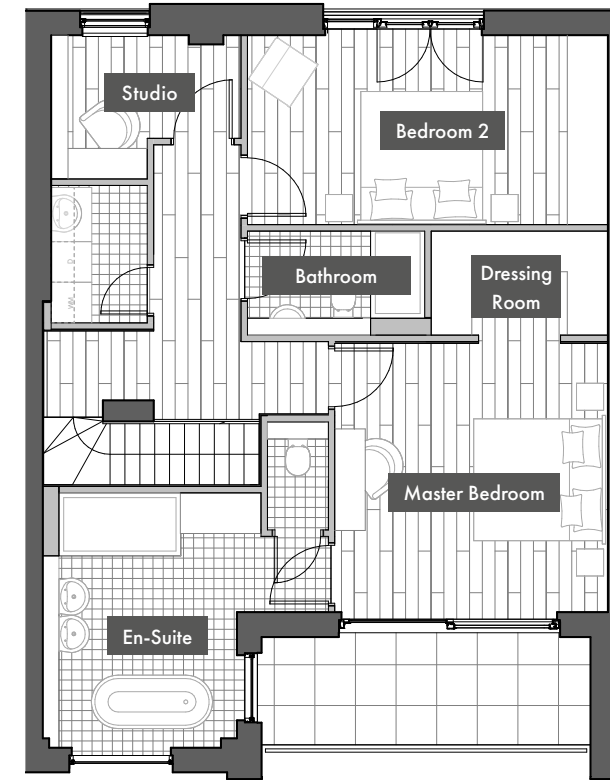 Studio
Bedroom 2
Bathroom
Dressing
Room
Master Bedroom
En-Suite